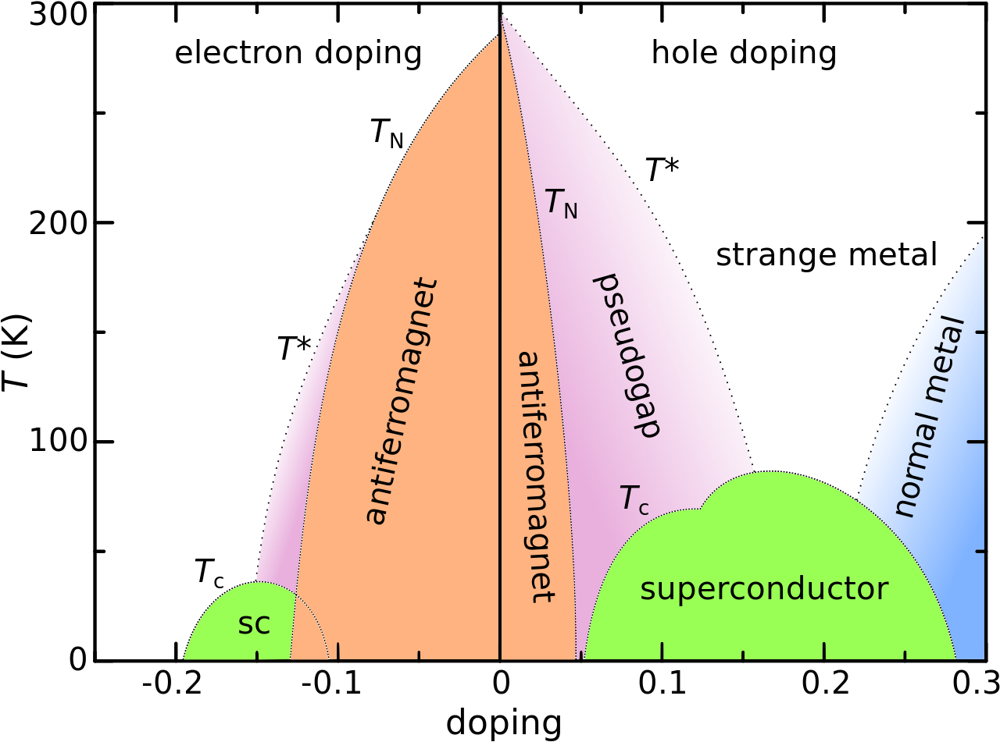 300
electron doping
hole doping
T_N
T*
T_N
200
strange metal
T (K)
T*
antiferromagnet
pseudogap
normal metal
antiferromagnet
100
T_c
T_c
superconductor
sc
0
-0.2
-0.1
0
0.1
0.2
0.3
doping